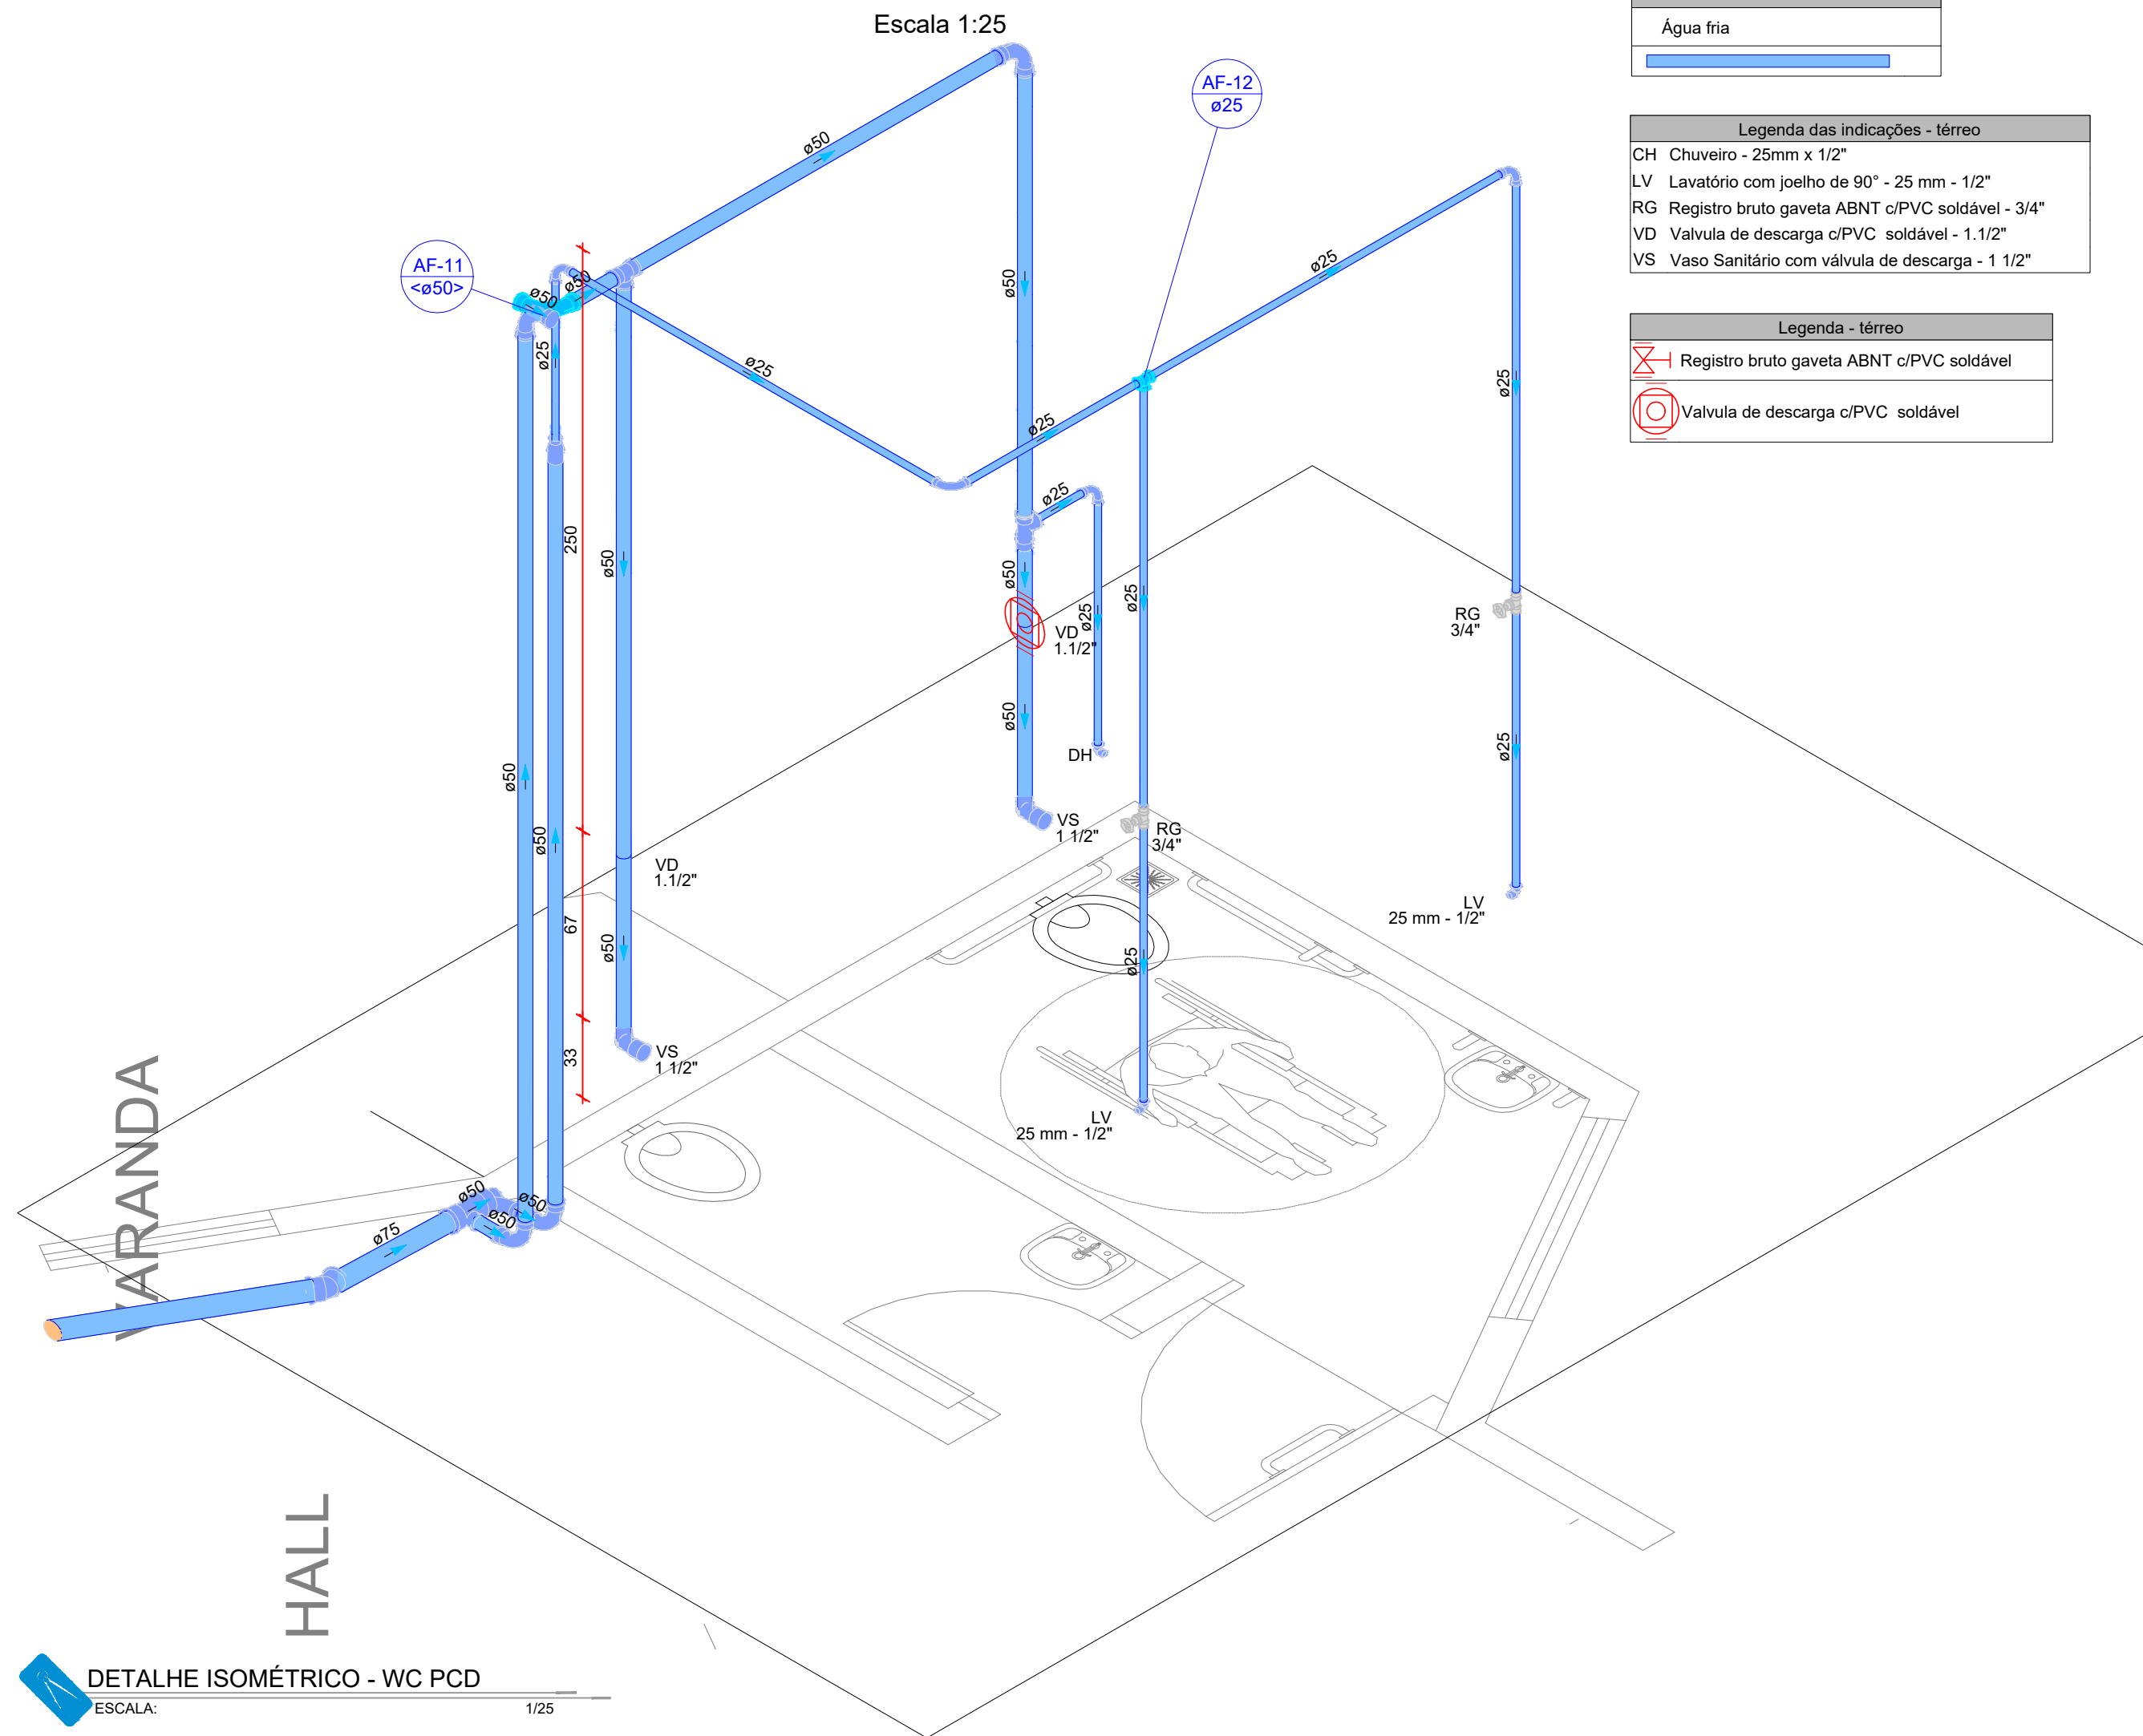 Escala 1:25
Água fria
Legenda das indicações - térreo
CH Chuveiro - 25mm x 1/2"
LV Lavatório com joelho de 90° - 25 mm - 1/2"
RG Registro bruto gaveta ABNT c/PVC soldável - 3/4"
VD Valvula de descarga c/PVC soldável - 1.1/2"
VS Vaso Sanitário com válvula de descarga - 1 1/2"
Legenda - térreo
Registro bruto gaveta ABNT c/PVC soldável
Valvula de descarga c/PVC soldável
AF-12
ø25
AF-11
<ø50>
ø50
ø50
ø50
ø50
ø25
ø25
ø25
ø25
ø25
ø25
ø50
250
ø50
ø50
ø25
ø25
ø25
VD
1.1/2"
RG
3/4"
ø50
ø25
DH
ø50
ø50
VS
1 1/2"
RG
3/4"
VD
1.1/2"
67
ø50
ø25
LV
25 mm - 1/2"
VS
1 1/2"
33
LV
25 mm - 1/2"
ø50
ø50
ø50
ø75
VARANDA
HALL
DETALHE ISOMÉTRICO - WC PCD
ESCALA: 1/25